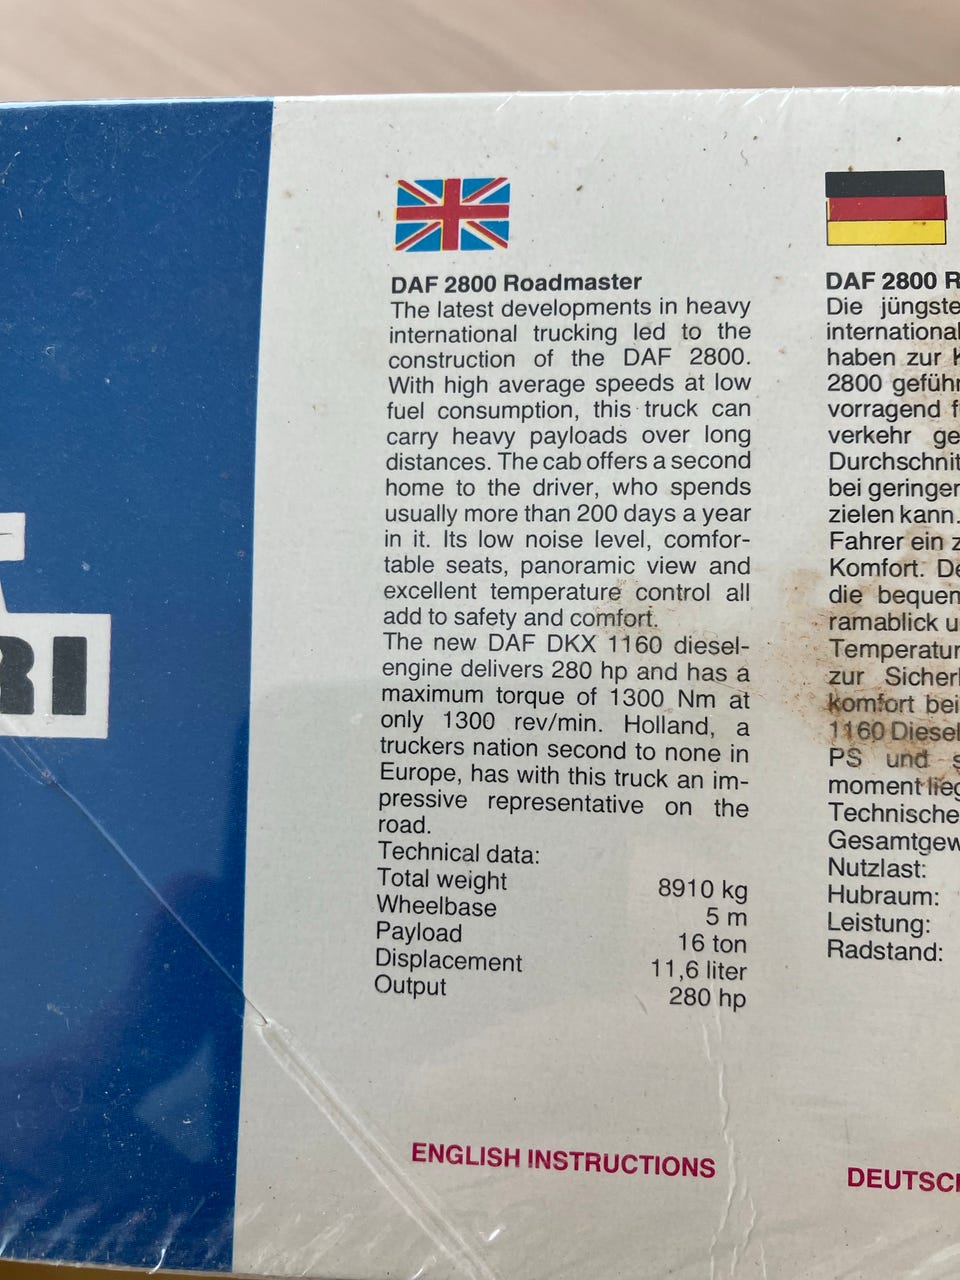 RI
DAF 2800 Roadmaster
The latest developments in heavy
international trucking led to the
construction of the DAF 2800.
With high average speeds at low
fuel consumption, this truck can
carry heavy payloads over long
distances. The cab offers a second
home to the driver, who spends
usually more than 200 days a year
in it. Its low noise level, comfor-
table seats, panoramic view and
excellent temperature control all
add to safety and comfort.
The new DAF DKX 1160 diesel-
engine delivers 280 hp and has a
maximum torque of 1300 Nm at
only 1300 rev/min. Holland, a
truckers nation second to none in
Europe, has with this truck an im-
pressive representative on the
road.
Technical data:
Total weight 8910 kg
Wheelbase 5 m
Payload 16 ton
Displacement 11,6 liter
Output 280 hp
ENGLISH INSTRUCTIONS
DAF 2800 R
Die jüngste
international
haben zur K
2800 geführ
vorragend f
verkehr ge
Durchschnit
bei geringer
zielen kann.
Fahrer ein z
Komfort. De
die bequem
ramablick u
Temperatur
zur Sicherh
komfort bei
1160 Diesel
PS und s
moment lieg
Technische
Gesamtgew
Nutzlast:
Hubraum:
Leistung:
Radstand:
DEUTSCH